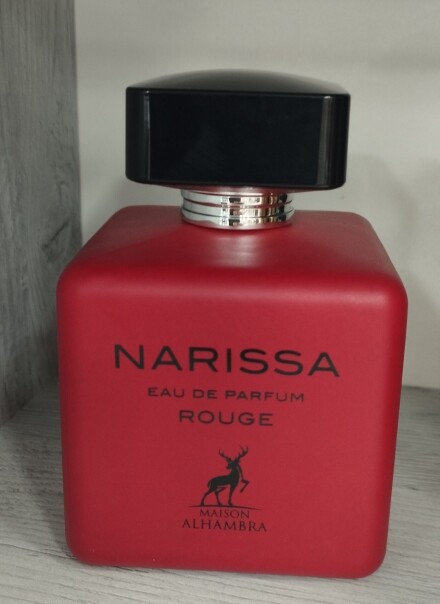 NARISSA
EAU DE PARFUM
ROUGE
MAISON
ALHAMBRA